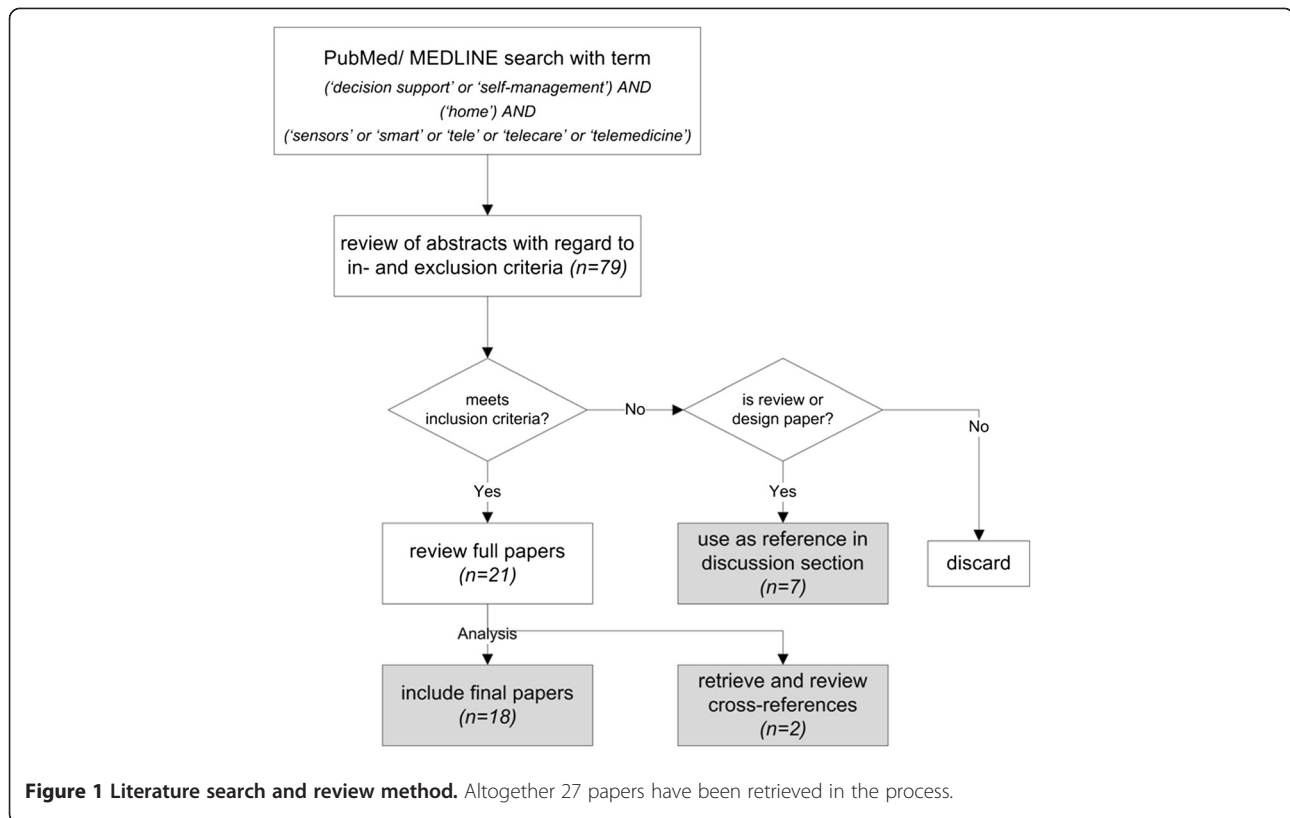 PubMed/ MEDLINE search with term
('decision support' or 'self-management') AND
('home') AND
('sensors' or 'smart' or 'tele' or 'telecare' or 'telemedicine')
review of abstracts with regard to
in- and exclusion criteria (n=79)
meets
inclusion criteria?
No
is review or
design paper?
No
Yes
Yes
review full papers
(n=21)
use as reference in
discussion section
(n=7)
discard
Analysis
include final papers
(n=18)
retrieve and review
cross-references
(n=2)
Figure 1 Literature search and review method. Altogether 27 papers have been retrieved in the process.